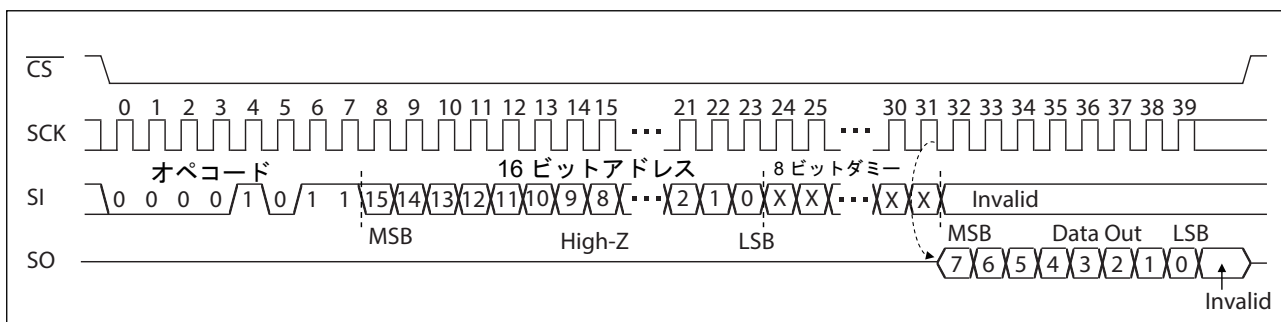 CS
0 1 2 3 4 5 6 7 8 9 10 11 12 13 14 15 21 22 23 24 25 30 31 32 33 34 35 36 37 38 39
SCK
オペコード 16 ビットアドレス 8 ビットダミー
SI 0 0 0 0 1 0 1 1 15 14 13 12 11 10 9 8 2 1 0 X X X X Invalid
MSB High-Z LSB MSB Data Out LSB
SO 7 6 5 4 3 2 1 0
Invalid